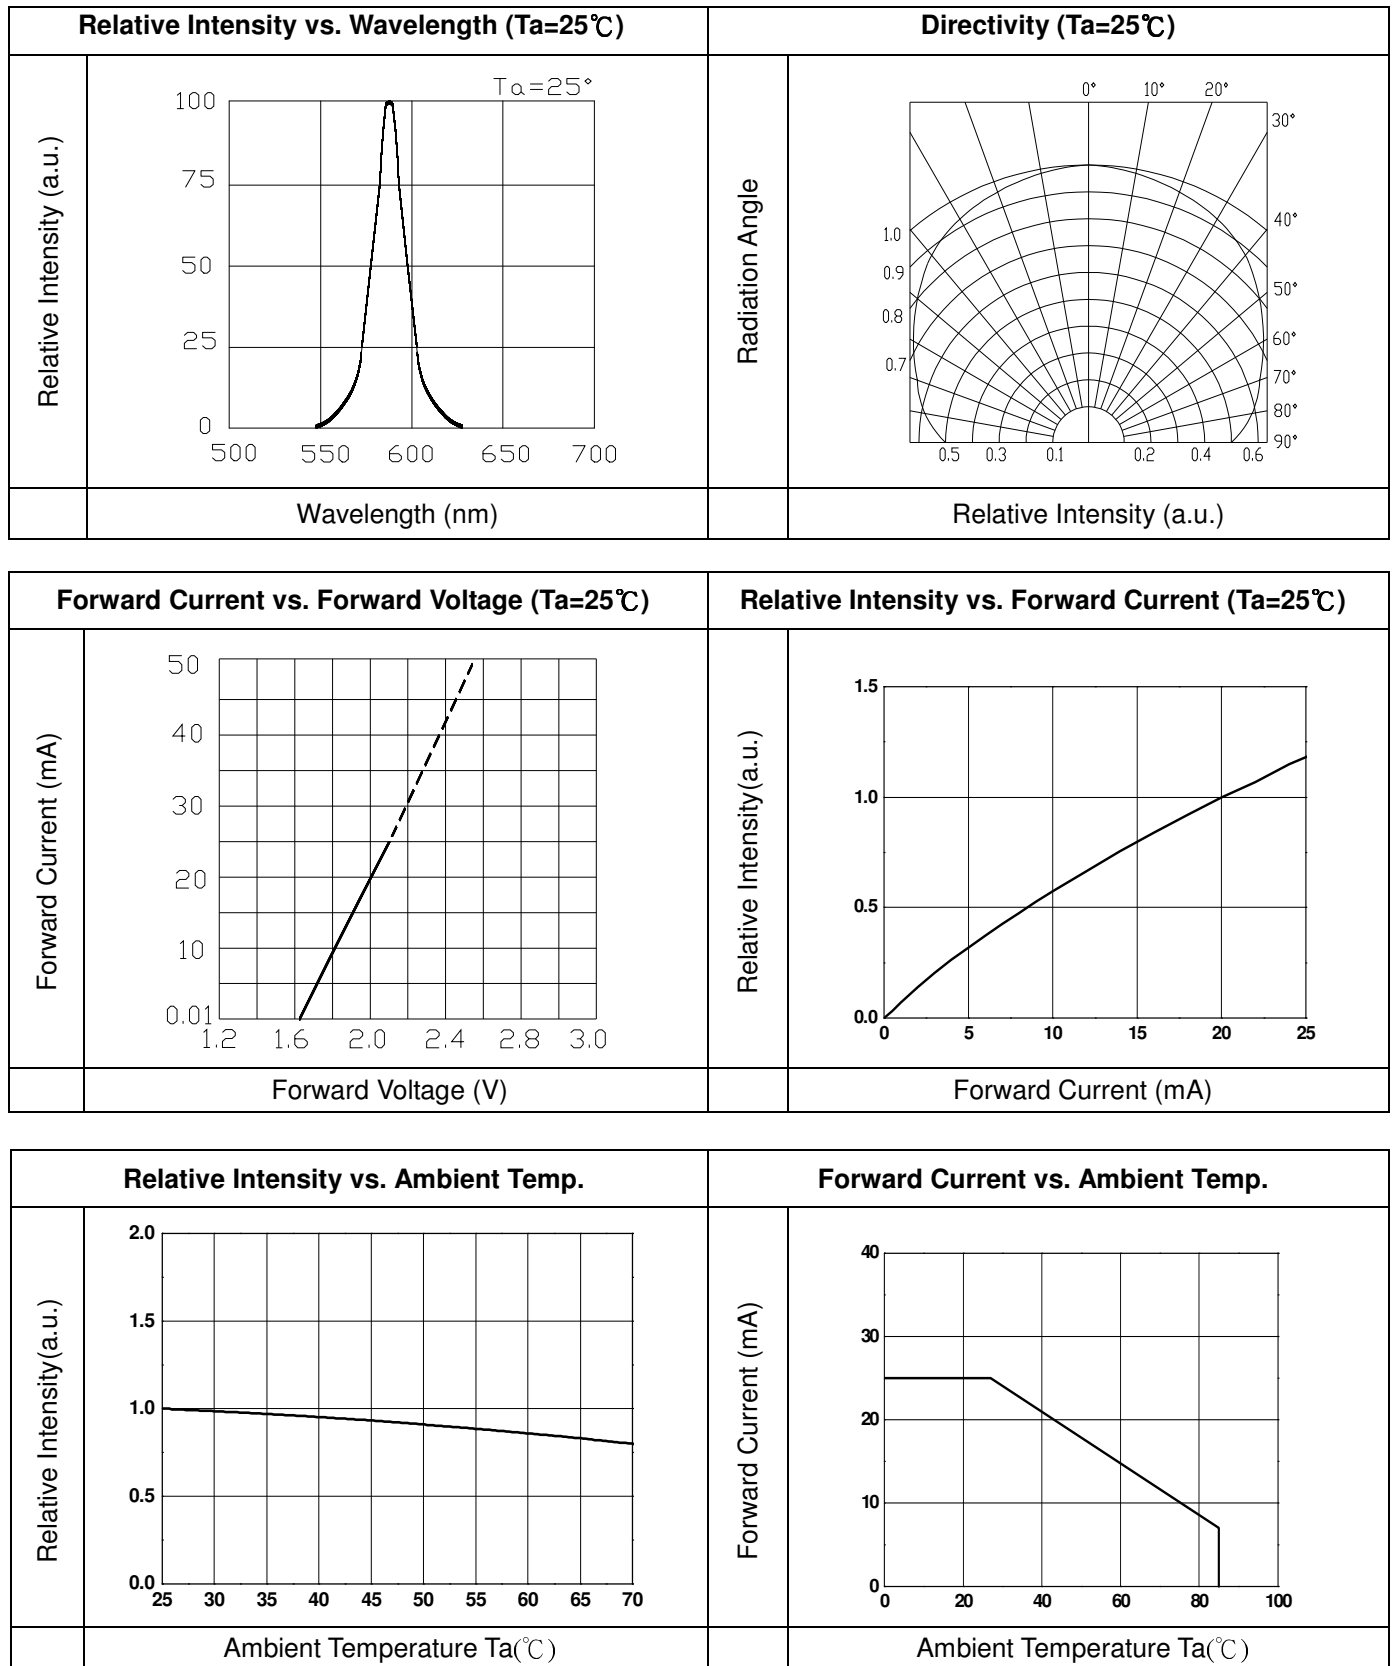 Relative Intensity vs. Wavelength (Ta=25℃)
Directivity (Ta=25℃)
Relative Intensity (a.u.)
Ta=25°
100
75
50
25
0
500 550 600 650 700
Wavelength (nm)
Radiation Angle
0° 10° 20°
30°
40°
50°
60°
70°
80°
90°
1.0
0.9
0.8
0.7
0.5 0.3 0.1 0.2 0.4 0.6
Relative Intensity (a.u.)
Forward Current vs. Forward Voltage (Ta=25℃)
Relative Intensity vs. Forward Current (Ta=25℃)
Forward Current (mA)
50
40
30
20
10
0.01
1.2 1.6 2.0 2.4 2.8 3.0
Forward Voltage (V)
Relative Intensity(a.u.)
1.5
1.0
0.5
0.0
0 5 10 15 20 25
Forward Current (mA)
Relative Intensity vs. Ambient Temp.
Forward Current vs. Ambient Temp.
Relative Intensity(a.u.)
2.0
1.5
1.0
0.5
0.0
25 30 35 40 45 50 55 60 65 70
Ambient Temperature Ta(℃)
Forward Current (mA)
40
30
20
10
0
0 20 40 60 80 100
Ambient Temperature Ta(℃)